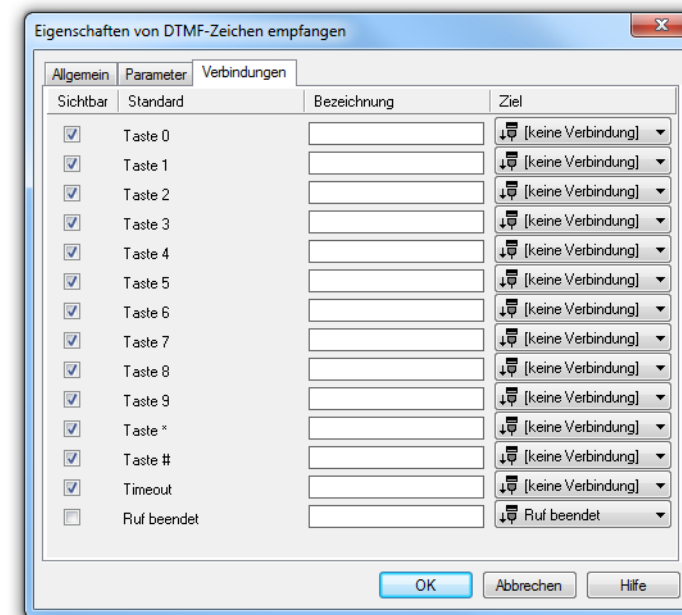 Eigenschaften von DTMF-Zeichen empfangen
Allgemein Parameter Verbindungen
Sichtbar Standard Bezeichnung Ziel
Taste 0 [keine Verbindung]
Taste 1 [keine Verbindung]
Taste 2 [keine Verbindung]
Taste 3 [keine Verbindung]
Taste 4 [keine Verbindung]
Taste 5 [keine Verbindung]
Taste 6 [keine Verbindung]
Taste 7 [keine Verbindung]
Taste 8 [keine Verbindung]
Taste 9 [keine Verbindung]
Taste * [keine Verbindung]
Taste # [keine Verbindung]
Timeout [keine Verbindung]
Ruf beendet Ruf beendet
OK Abbrechen Hilfe